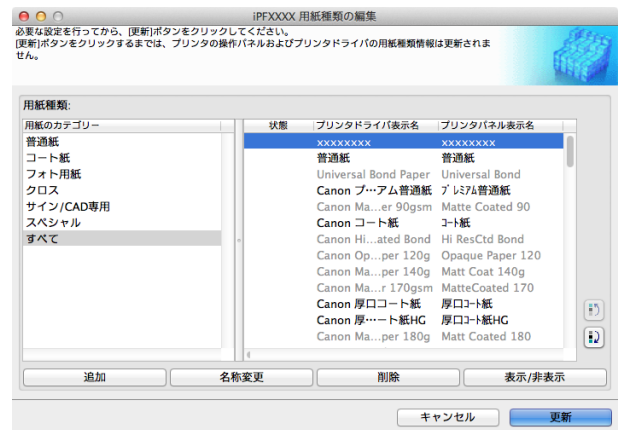 iPFXXXX 用紙種類の編集
必要な設定を行ってから、[更新]ボタンをクリックしてください。
[更新]ボタンをクリックするまでは、プリンタの操作パネルおよびプリンタドライバの用紙種類情報は更新されま
せん。
用紙種類:
用紙のカテゴリー
普通紙
コート紙
フォト用紙
クロス
サイン/CAD専用
スペシャル
すべて
状態 プリンタドライバ表示名 プリンタパネル表示名
xxxxxxxx xxxxxxxx
普通紙 普通紙
Universal Bond Paper Universal Bond
Canon プ…アム普通紙 プレミアム普通紙
Canon Ma…er 90gsm Matte Coated 90
Canon コート紙 コート紙
Canon Hi…ated Bond Hi ResCtd Bond
Canon Op…per 120g Opaque Paper 120
Canon Ma…per 140g Matt Coat 140g
Canon Ma…r 170gsm MatteCoated 170
Canon 厚口コート紙 厚口コート紙
Canon 厚…ート紙HG 厚口コート紙HG
Canon Ma…per 180g Matt Coated 180
追加 名称変更 削除 表示/非表示
キャンセル 更新